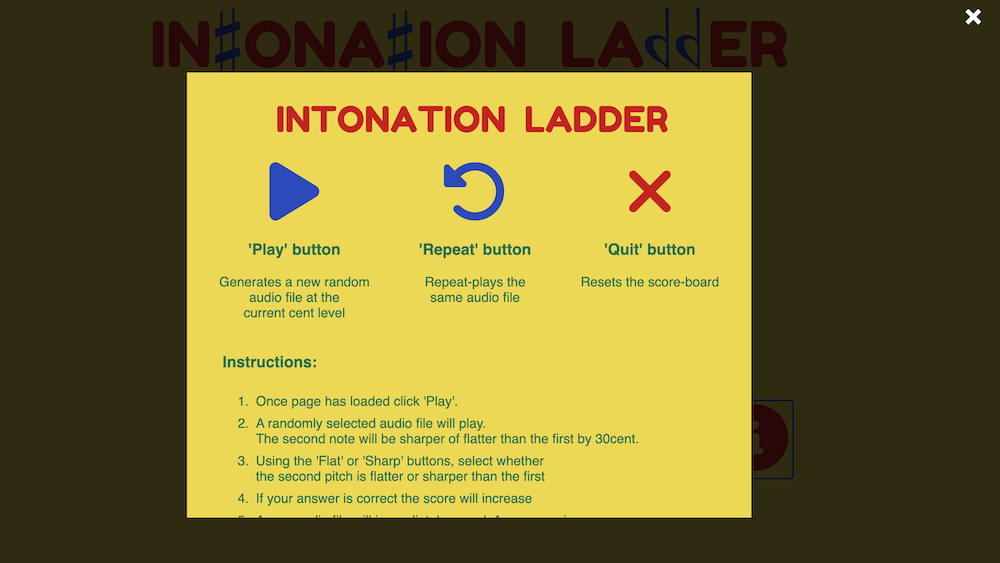 IN♯ONA♯ION LAddER
INTONATION LADDER
'Play' button
'Repeat' button
'Quit' button
Generates a new random
audio file at the
current cent level
Repeat-plays the
same audio file
Resets the score-board
Instructions:
1. Once page has loaded click 'Play'.
2. A randomly selected audio file will play.
The second note will be sharper of flatter than the first by 30cent.
3. Using the 'Flat' or 'Sharp' buttons, select whether
the second pitch is flatter or sharper than the first
4. If your answer is correct the score will increase